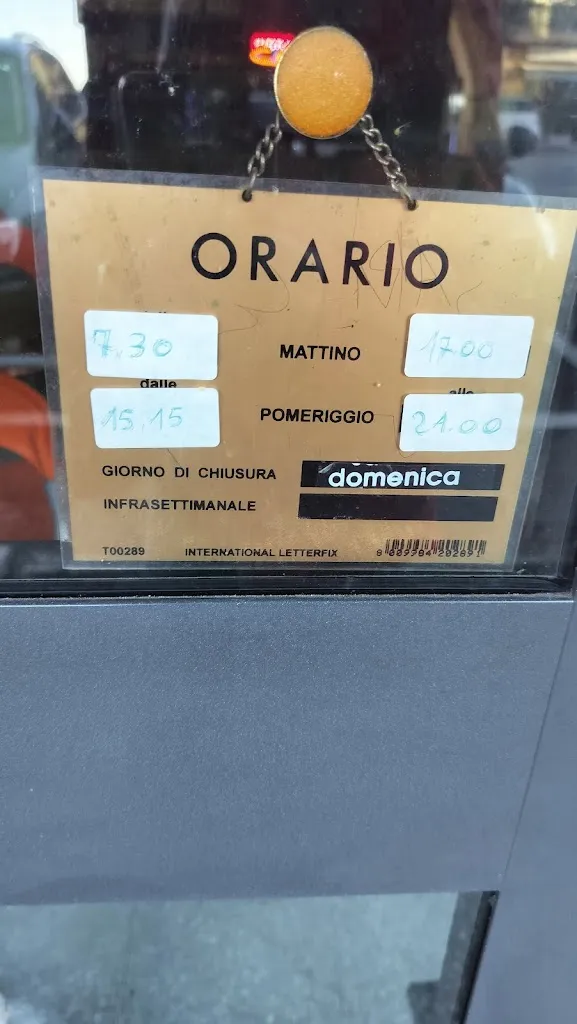 ORARIO
7.30 MATTINO 17.00
dalle
15.15 POMERIGGIO 21.00
GIORNO DI CHIUSURA domenica
INFRASETTIMANALE
T00289 INTERNATIONAL LETTERFIX